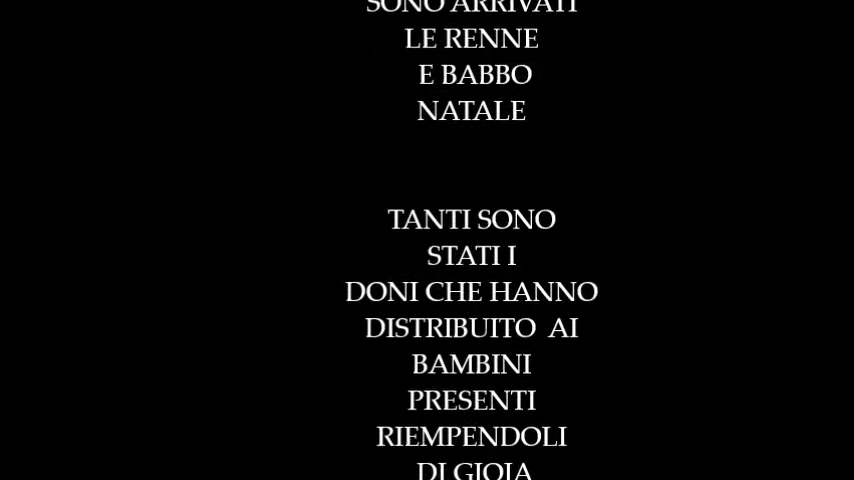 SONO ARRIVATI
LE RENNE
E BABBO
NATALE
TANTI SONO
STATI I
DONI CHE HANNO
DISTRIBUITO AI
BAMBINI
PRESENTI
RIEMPENDOLI
DI GIOIA